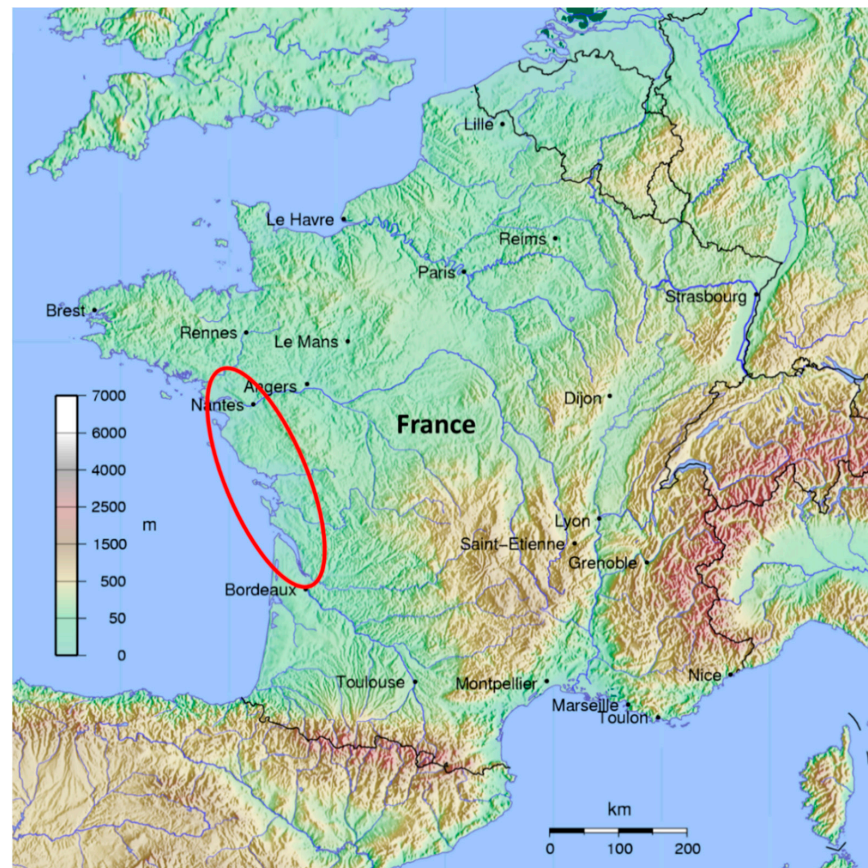 Lille
Le Havre
Reims
Paris
Strasbourg
Brest
Rennes
Le Mans
Angers
Nantes
Dijon
France
7000
6000
4000
2500
1500
500
50
0
m
Lyon
Saint–Etienne
Grenoble
Bordeaux
Toulouse
Montpellier
Nice
Marseille
Toulon
km
0 100 200